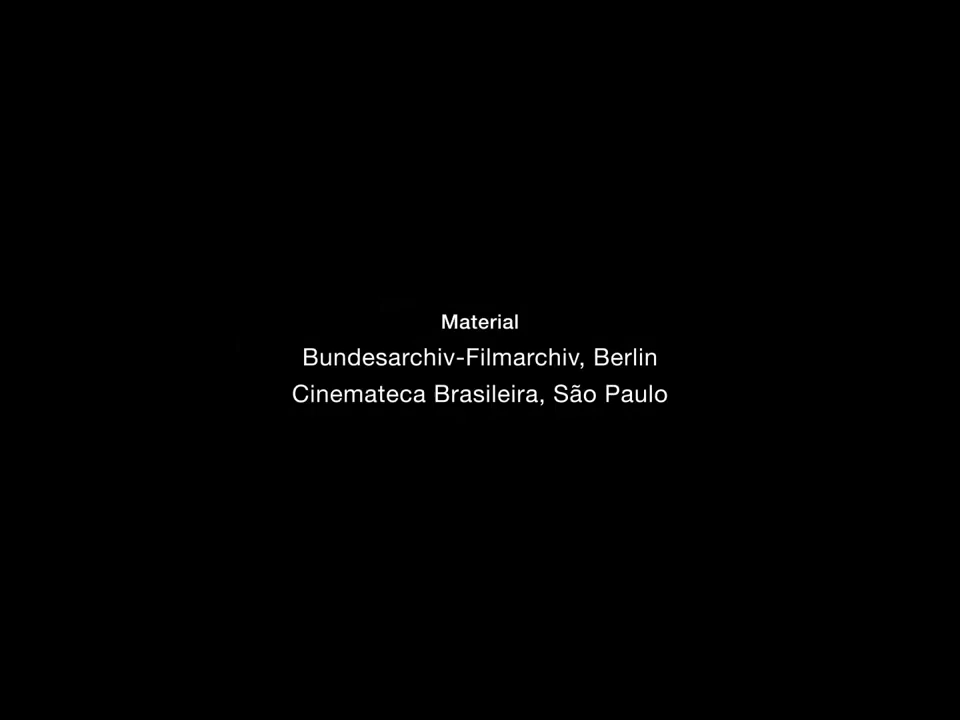 Material
Bundesarchiv-Filmarchiv, Berlin
Cinemateca Brasileira, São Paulo